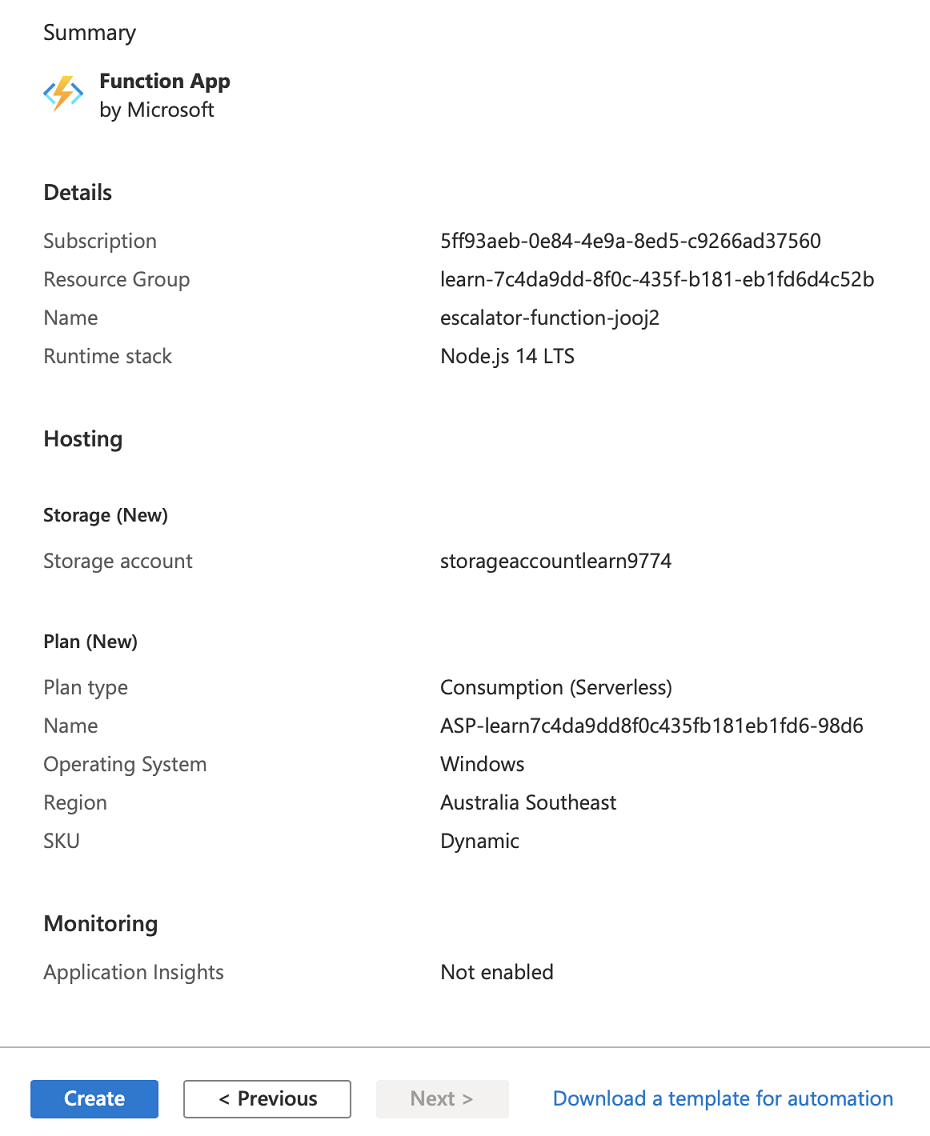 Summary
Function App
by Microsoft
Details
Subscription 5ff93aeb-0e84-4e9a-8ed5-c9266ad37560
Resource Group learn-7c4da9dd-8f0c-435f-b181-eb1fd6d4c52b
Name escalator-function-jooj2
Runtime stack Node.js 14 LTS
Hosting
Storage (New)
Storage account storageaccountlearn9774
Plan (New)
Plan type Consumption (Serverless)
Name ASP-learn7c4da9dd8f0c435fb181eb1fd6-98d6
Operating System Windows
Region Australia Southeast
SKU Dynamic
Monitoring
Application Insights Not enabled
Create < Previous Next > Download a template for automation